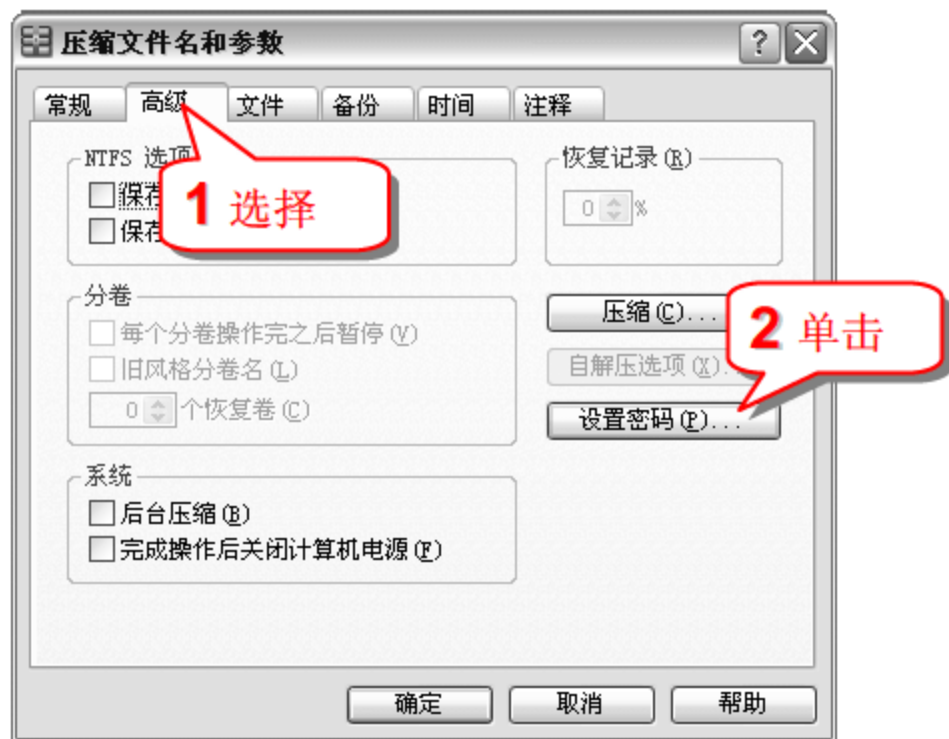 压缩文件名和参数
常规 高级 文件 备份 时间 注释
NTFS 选项
保存
保存
1 选择
恢复记录(R)
0 %
分卷
每个分卷操作完之后暂停(V)
旧风格分卷名(L)
0 个恢复卷(C)
压缩(C)...
2 单击
自解压选项(X)..
设置密码(P)...
系统
后台压缩(B)
完成操作后关闭计算机电源(F)
确定 取消 帮助